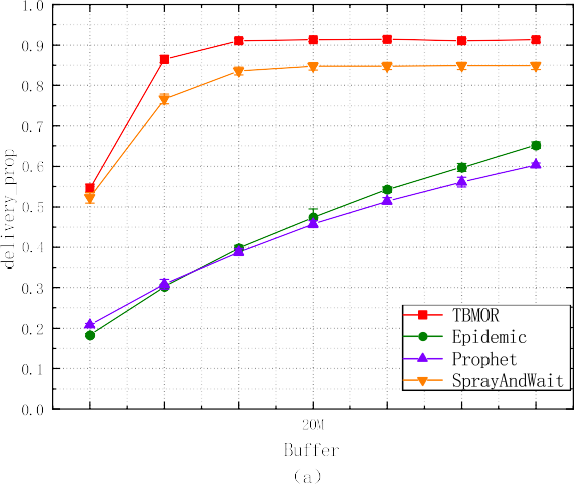 1.0
0.9
0.8
0.7
0.6
0.5
0.4
0.3
0.2
0.1
0.0
delivery_prop
TBMOR
Epidemic
Prophet
SprayAndWait
20M
Buffer
(a)